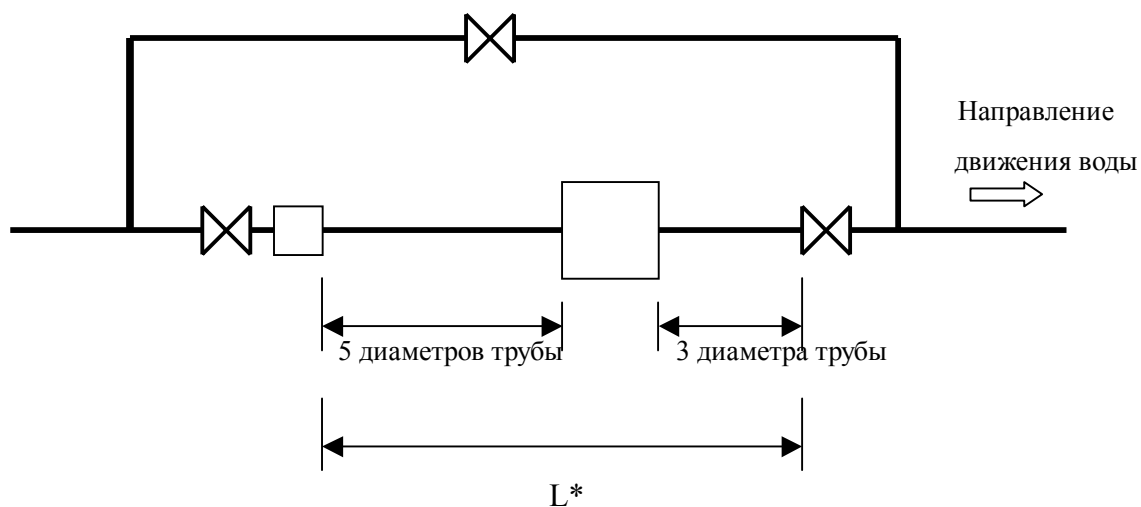 Направление
движения воды
5 диаметров трубы
3 диаметра трубы
L*